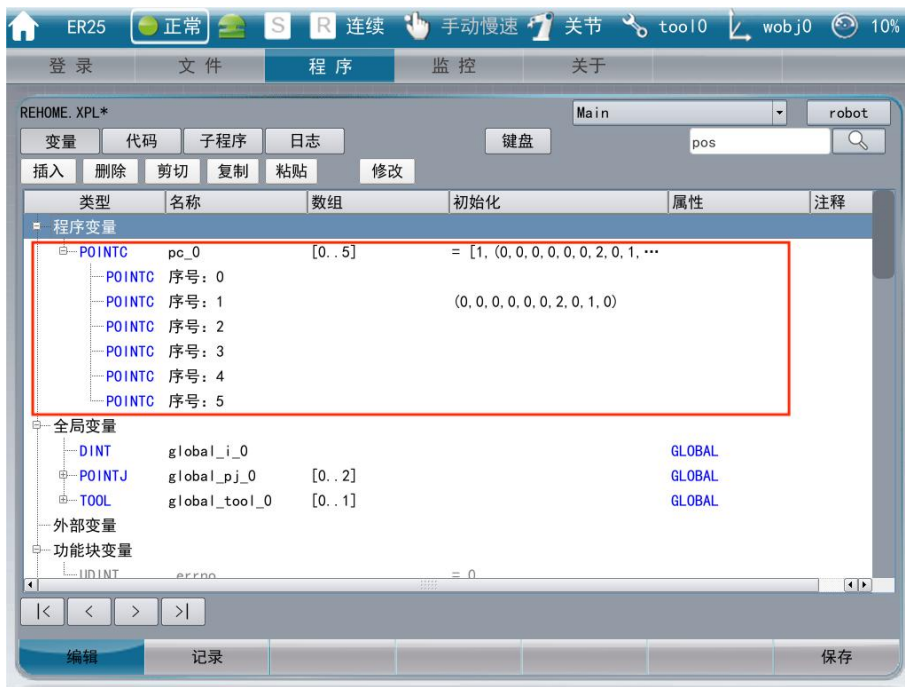 ER25 正常 S R 连续 手动慢速 关节 tool0 wobj0 10%
登录 文件 程序 监控 关于
REHOME.XPL* Main robot
变量 代码 子程序 日志 键盘 pos
插入 删除 剪切 复制 粘贴 修改
类型 名称 数组 初始化 属性 注释
程序变量
POINTC pc_0 [0..5] = [1, (0, 0, 0, 0, 0, 0, 2, 0, 1, …
POINTC 序号: 0
POINTC 序号: 1 (0, 0, 0, 0, 0, 0, 2, 0, 1, 0)
POINTC 序号: 2
POINTC 序号: 3
POINTC 序号: 4
POINTC 序号: 5
全局变量
DINT global_i_0 GLOBAL
POINTJ global_pj_0 [0..2] GLOBAL
TOOL global_tool_0 [0..1] GLOBAL
外部变量
功能块变量
UDINT errno = 0
|< < > >|
编辑 记录 保存